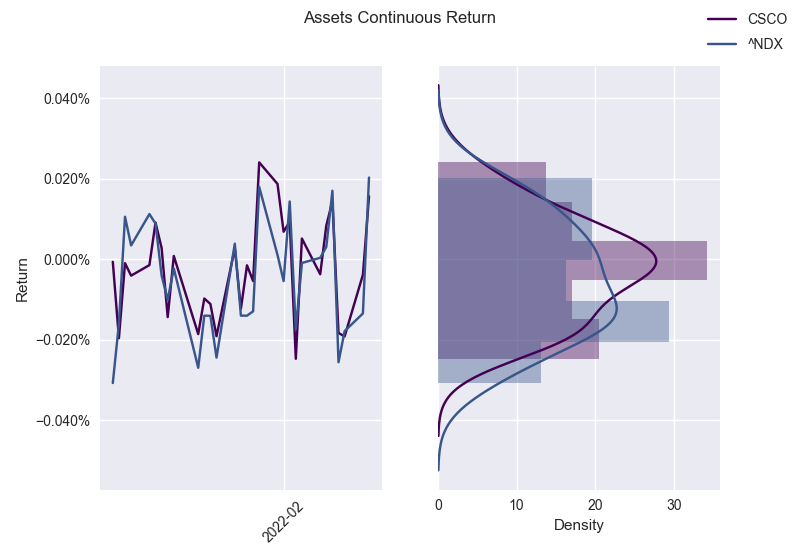 Assets Continuous Return
CSCO
^NDX
Return
0.040%
0.020%
0.000%
−0.020%
−0.040%
2022-02
0 10 20 30
Density